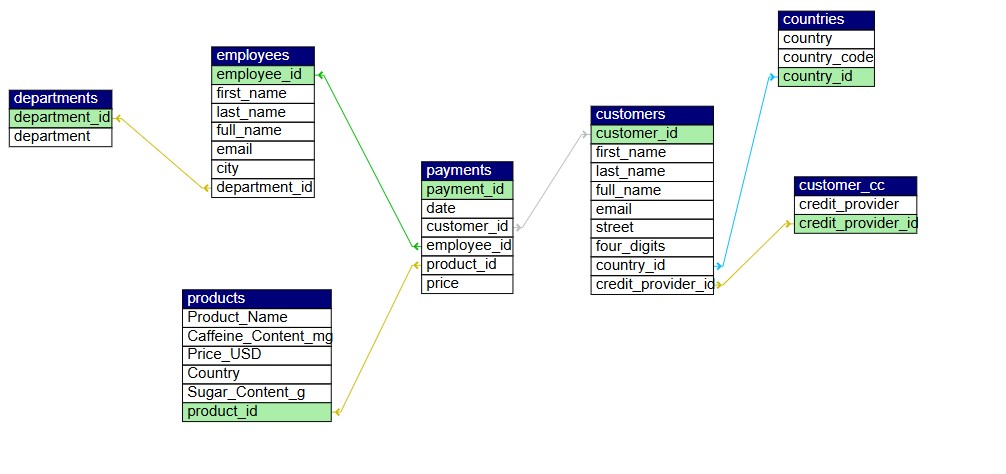 departments
department_id
department
employees
employee_id
first_name
last_name
full_name
email
city
department_id
products
Product_Name
Caffeine_Content_mg
Price_USD
Country
Sugar_Content_g
product_id
payments
payment_id
date
customer_id
employee_id
product_id
price
customers
customer_id
first_name
last_name
full_name
email
street
four_digits
country_id
credit_provider_id
countries
country
country_code
country_id
customer_cc
credit_provider
credit_provider_id